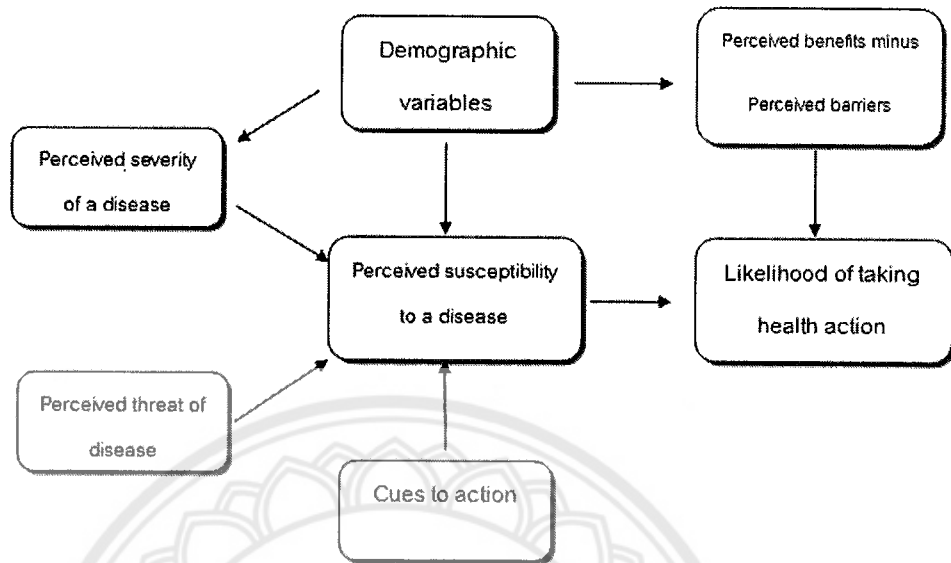 Demographic
variables
Perceived benefits minus
Perceived barriers
Perceived severity
of a disease
Perceived susceptibility
to a disease
Likelihood of taking
health action
Perceived threat of
disease
Cues to action